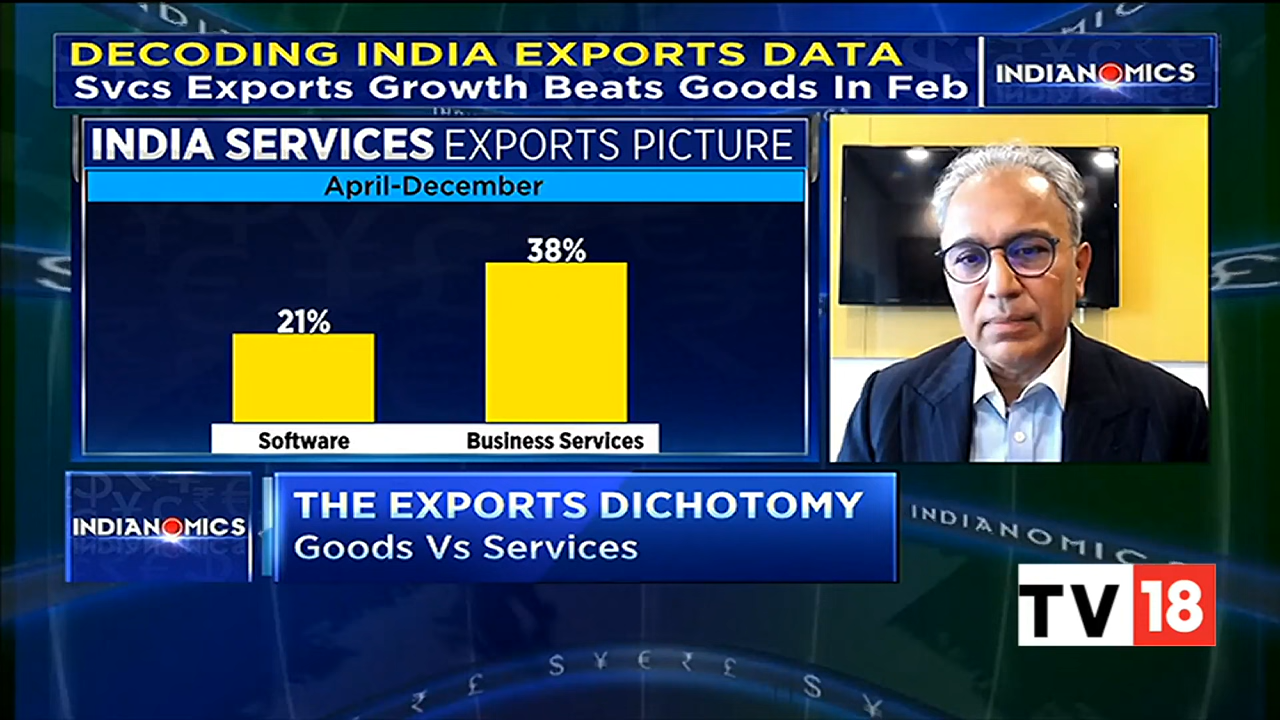 DECODING INDIA EXPORTS DATA
Svcs Exports Growth Beats Goods In Feb
INDIANOMICS
INDIA SERVICES EXPORTS PICTURE
April-December
21%
38%
Software
Business Services
INDIANOMICS
THE EXPORTS DICHOTOMY
Goods Vs Services
INDIANOMICS
TV18
₹ £ $ ¥ € ₹ £ $ ¥